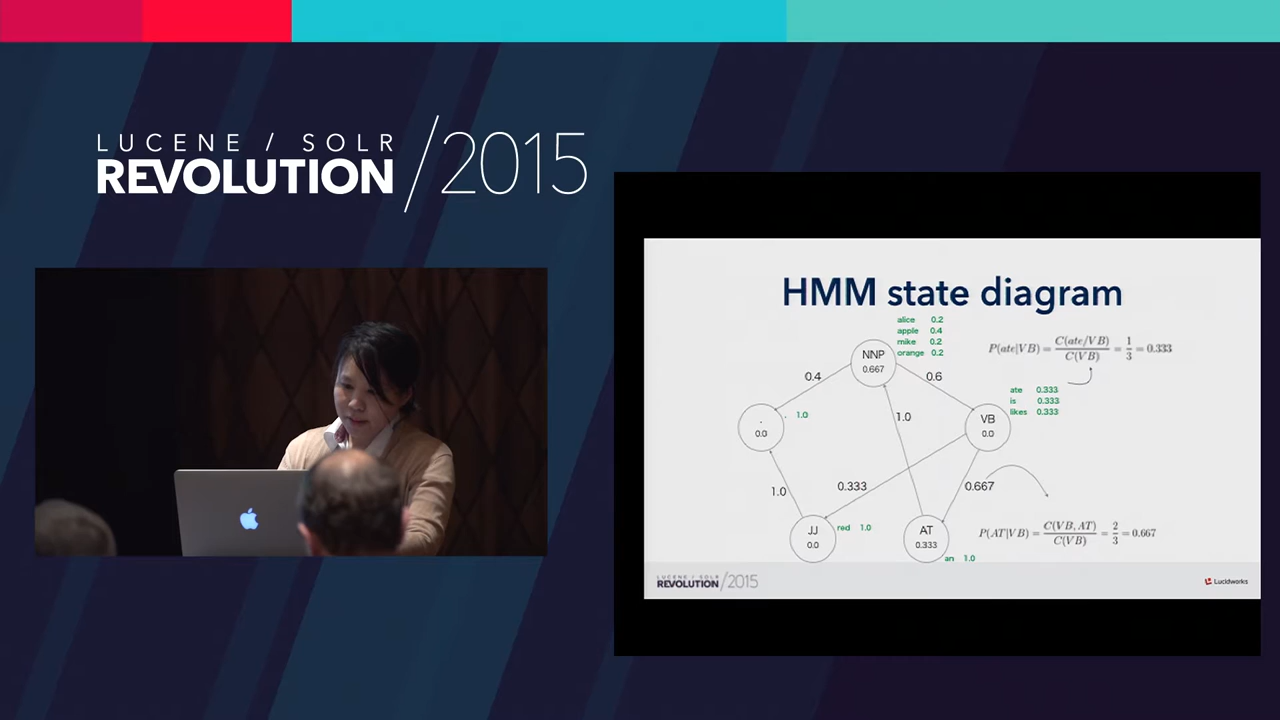 LUCENE / SOLR
REVOLUTION /2015
HMM state diagram
alice 0.2
apple 0.4
mike 0.2
orange 0.2
NNP
0.667
P(ate|VB) = C(ate/VB) / C(VB) = 1/3 = 0.333
0.4
0.6
ate 0.333
is 0.333
likes 0.333
.
0.0
. 1.0
1.0
VB
0.0
1.0
0.333
0.667
JJ
0.0
red 1.0
AT
0.333
an 1.0
P(AT|VB) = C(VB, AT) / C(VB) = 2/3 = 0.667
LUCENE / SOLR
REVOLUTION /2015
Lucidworks